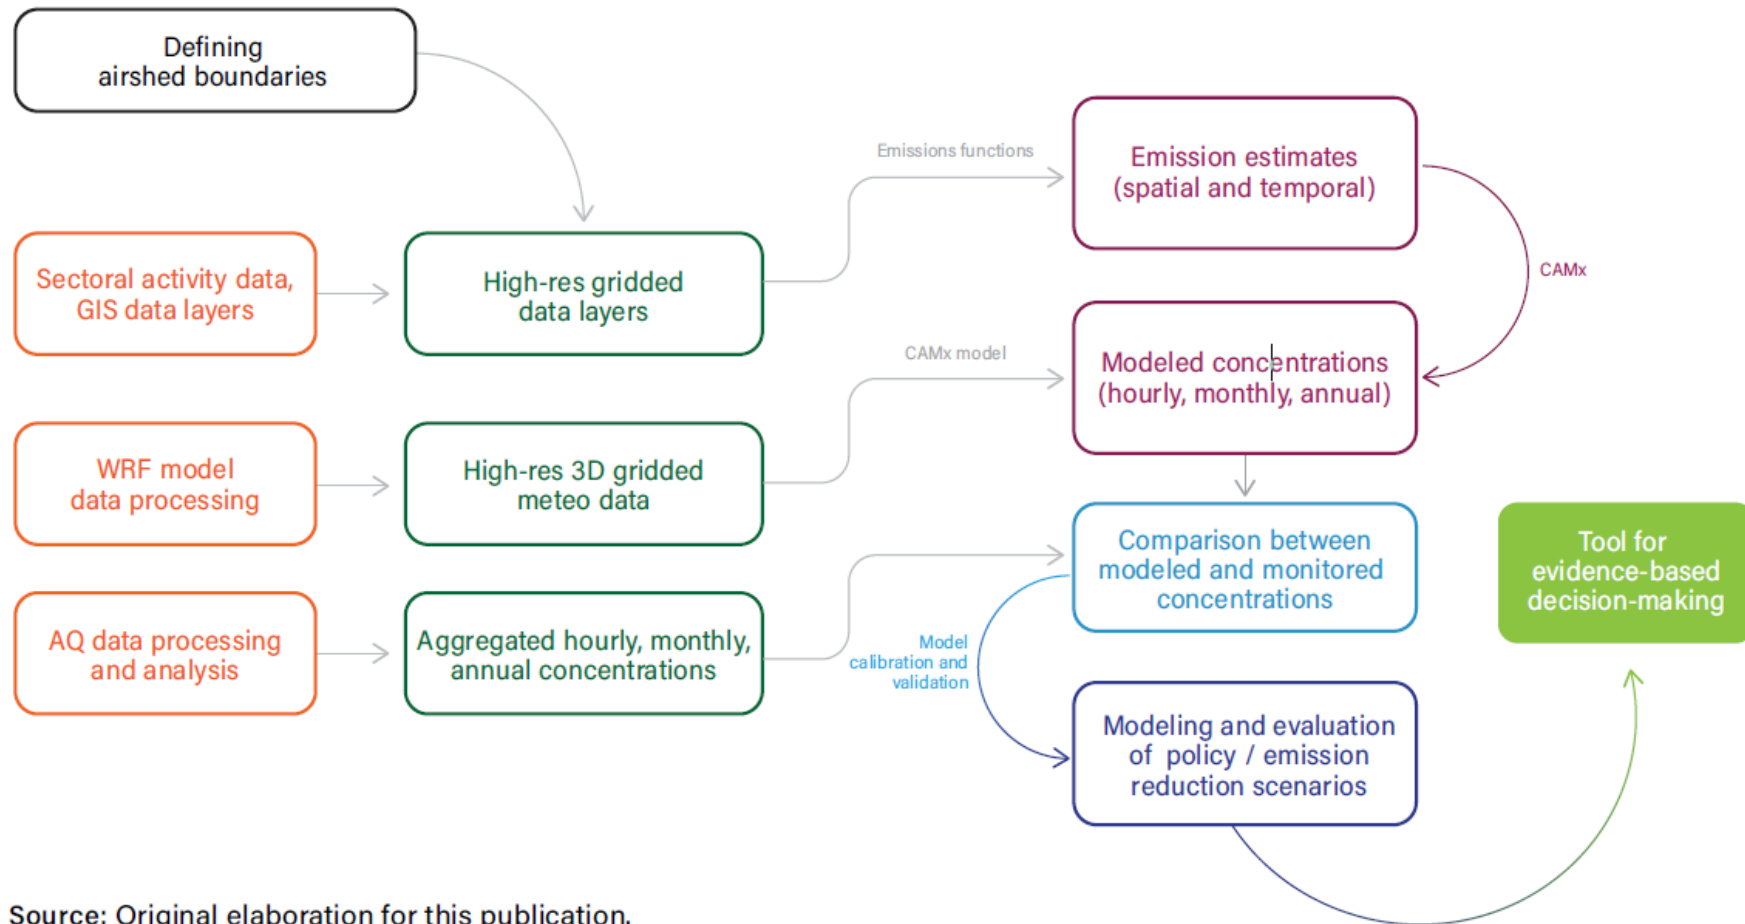 Defining
airshed boundaries
Emissions functions
Emission estimates
(spatial and temporal)
Sectoral activity data,
GIS data layers
High-res gridded
data layers
CAMx
CAMx model
Modeled concentrations
(hourly, monthly, annual)
WRF model
data processing
High-res 3D gridded
meteo data
Comparison between
modeled and monitored
concentrations
Tool for
evidence-based
decision-making
AQ data processing
and analysis
Aggregated hourly, monthly,
annual concentrations
Model
calibration and
validation
Modeling and evaluation
of policy / emission
reduction scenarios
Source: Original elaboration for this publication.